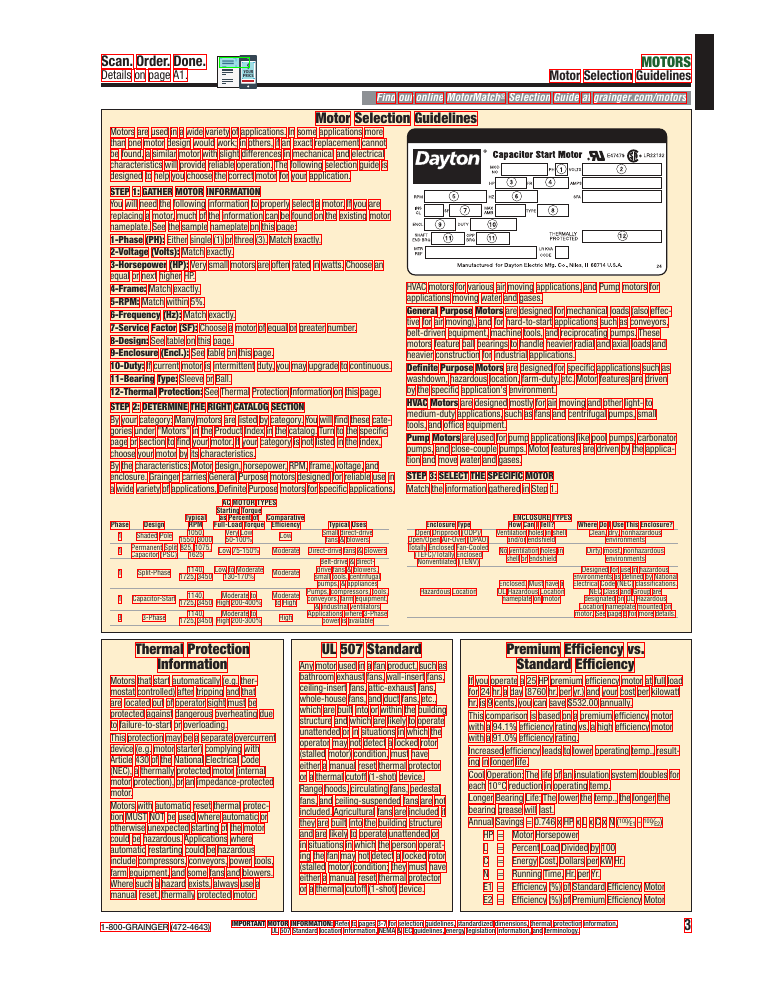 Scan. Order. Done.
Details on page A1.
MOTORS
Motor Selection Guidelines
Find our online MotorMatch® Selection Guide at grainger.com/motors
Motor Selection Guidelines
Motors are used in a wide variety of applications. In some applications more
than one motor design would work; in others, if an exact replacement cannot
be found, a similar motor with slight differences in mechanical and electrical
characteristics will provide reliable operation. The following selection guide is
designed to help you choose the correct motor for your application.
STEP 1: GATHER MOTOR INFORMATION
You will need the following information to properly select a motor. If you are
replacing a motor, much of the information can be found on the existing motor
nameplate. See the sample nameplate on this page:
1-Phase (PH): Either single (1) or three (3). Match exactly.
2-Voltage (Volts): Match exactly.
3-Horsepower (HP): Very small motors are often rated in watts. Choose an
equal or next higher HP.
4-Frame: Match exactly.
5-RPM: Match within 5%.
6-Frequency (Hz): Match exactly.
7-Service Factor (SF): Choose a motor of equal or greater number.
8-Design: See table on this page.
9-Enclosure (Encl.): See table on this page.
10-Duty: If current motor is intermittent duty, you may upgrade to continuous.
11-Bearing Type: Sleeve or Ball.
12-Thermal Protection: See Thermal Protection Information on this page.
STEP 2: DETERMINE THE RIGHT CATALOG SECTION
By your category: Many motors are listed by category. You will find these cate-
gories under "Motors" in the Product Index in the catalog. Turn to the specific
page or section to find your motor. If your category is not listed in the index,
choose your motor by its characteristics.
By the characteristics: Motor design, horsepower, RPM, frame, voltage, and
enclosure. Grainger carries General Purpose motors designed for reliable use in
a wide variety of applications. Definite Purpose motors for specific applications,
Dayton® Capacitor Start Motor E47479 LR22132
MOD NO. PH 1 VOLTS 2
HP 3 FR 4 AMPS
RPM 5 HZ 6 SFA
INS CL SF 7 MAX AMB TYPE 8
ENCL 9 DUTY 10
SHAFT END BRG 11 OPP BRG 11 THERMALLY PROTECTED 12
MTR REF CODE
Manufactured for Dayton Electric Mfg. Co., Niles, Il 60714 U.S.A. 24
HVAC motors for various air moving applications, and Pump motors for
applications moving water and gases.
General Purpose Motors are designed for mechanical loads (also effec-
tive for air moving), and for hard-to-start applications such as conveyors,
belt-driven equipment, machine tools, and reciprocating pumps. These
motors feature ball bearings to handle heavier radial and axial loads and
heavier construction for industrial applications.
Definite Purpose Motors are designed for specific applications such as
washdown, hazardous location, farm-duty, etc. Motor features are driven
by the specific application's environment.
HVAC Motors are designed mostly for air moving and other right- to
medium-duty applications, such as fans and centrifugal pumps, small
tools, and office equipment.
Pump Motors are used for pump applications like pool pumps, carbonator
pumps, and close-couple pumps. Motor features are driven by the applica-
tion and move water and gases.
STEP 3: SELECT THE SPECIFIC MOTOR
Match the information gathered in Step 1.
AC MOTOR TYPES
Phase Design Typical RPM Starting Torque as Percent of Full-Load Torque Comparative Efficiency Typical Uses
1 Shaded Pole 1050, 1550, 3000 Very Low 50-100% Low Small direct-drive fans & blowers
1 Permanent Split Capacitor (PSC) 825, 1075, 1625 Low 75-150% Moderate Direct-drive fans & blowers
1 Split-Phase 1140, 1725, 3450 Low to Moderate 130-170% Moderate Belt-drive & direct-drive fans & blowers, small tools, centrifugal pumps, & appliances
1 Capacitor-Start 1140, 1725, 3450 Moderate to High 200-400% Moderate to High Pumps, compressors, tools, conveyors, farm equipment, & industrial ventilators
3 3-Phase 1140, 1725, 3450 Moderate to High 200-300% High Applications where 3-Phase power is available
ENCLOSURE TYPES
Enclosure Type How Can I Tell? Where Do I Use This Enclosure?
Open Dripproof (ODP)/ Open/Open Air-Over (OPAO) Ventilation holes in shell and/or endshield Clean, dry, nonhazardous environments
Totally Enclosed Fan-Cooled (TEFC)/Totally Enclosed Nonventilated (TENV) No ventilation holes in shell or endshield Dirty, moist, nonhazardous environments
Hazardous Location Enclosed. Must have a UL Hazardous Location nameplate on motor Designed for use in hazardous environments as defined by National Electrical Code (NEC) classifications. NEC Class and Group are designated on UL Hazardous Location nameplate mounted on motor. See page 5 for more details.
Thermal Protection
Information
Motors that start automatically (e.g. ther-
mostat controlled) after tripping and that
are located out of operator sight must be
protected against dangerous overheating due
to failure-to-start or overloading.
This protection may be a separate overcurrent
device (e.g. motor starter) complying with
Article 430 of the National Electrical Code
(NEC), a thermally protected motor (internal
motor protection), or an impedance-protected
motor.
Motors with automatic reset thermal protec-
tion MUST NOT be used where automatic or
otherwise unexpected starting of the motor
could be hazardous. Applications where
automatic restarting could be hazardous
include compressors, conveyors, power tools,
farm equipment, and some fans and blowers.
Where such a hazard exists, always use a
manual reset, thermally protected motor.
UL 507 Standard
Any motor used in a fan product, such as
bathroom exhaust fans, wall-insert fans,
ceiling-insert fans, attic-exhaust fans,
whole-house fans, and duct fans, etc.,
which are built into or within the building
structure and which are likely to operate
unattended or in situations in which the
operator may not detect a locked rotor
(stalled motor) condition, must have
either a manual reset thermal protector
or a thermal cutoff (1-shot) device.
Range hoods, circulating fans, pedestal
fans, and ceiling-suspended fans are not
included. Agricultural fans are included if
they are built into the building structure
and are likely to operate unattended or
in situations in which the person operat-
ing the fan may not detect a locked rotor
(stalled motor) condition; they must have
either a manual reset thermal protector
or a thermal cutoff (1-shot) device.
Premium Efficiency vs.
Standard Efficiency
If you operate a 25 HP premium efficiency motor at full load
for 24 hr. a day (8760 hr. per yr.) and your cost per kilowatt
hr. is 9 cents, you can save $532.00 annually.
This comparison is based on a premium efficiency motor
with a 94.1% efficiency rating vs. a high efficiency motor
with a 91.0% efficiency rating.
Increased efficiency leads to lower operating temp., result-
ing in longer life.
Cool Operation: The life of an insulation system doubles for
each 10°C reduction in operating temp.
Longer Bearing Life: The lower the temp., the longer the
bearing grease will last.
Annual Savings = 0.746 x HP x L x C x N (100/E1 - 100/E2)
HP = Motor Horsepower
L = Percent Load Divided by 100
C = Energy Cost, Dollars per kW Hr.
N = Running Time, Hr. per Yr.
E1 = Efficiency (%) of Standard Efficiency Motor
E2 = Efficiency (%) of Premium Efficiency Motor
1-800-GRAINGER (472-4643)
IMPORTANT MOTOR INFORMATION: Refer to pages 3-7 for selection guidelines, standardized dimensions, thermal protection information,
UL 507 Standard location information, NEMA & IEC guidelines, energy legislation information, and terminology.
3